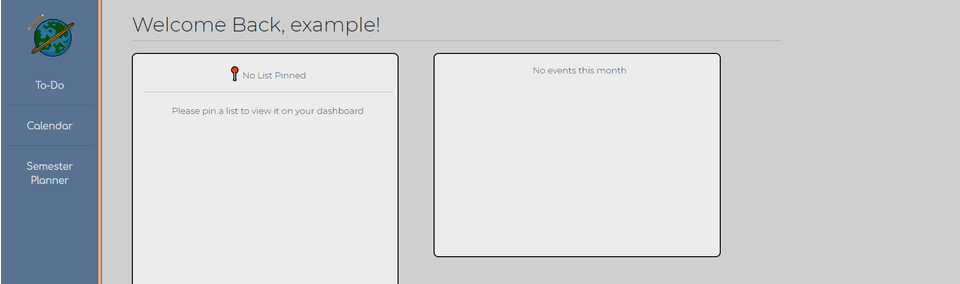 To-Do
Calendar
Semester
Planner
Welcome Back, example!
No List Pinned
Please pin a list to view it on your dashboard
No events this month